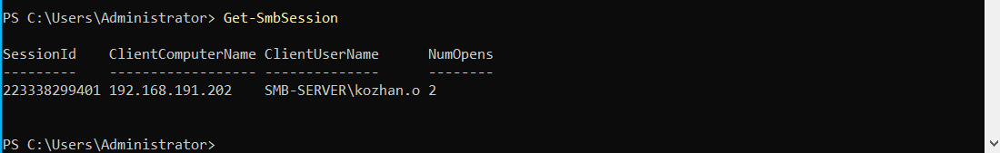 PS C:\Users\Administrator> Get-SmbSession
SessionId    ClientComputerName ClientUserName      NumOpens
---------    ------------------ --------------      --------
223338299401 192.168.191.202    SMB-SERVER\kozhan.o 2
PS C:\Users\Administrator>